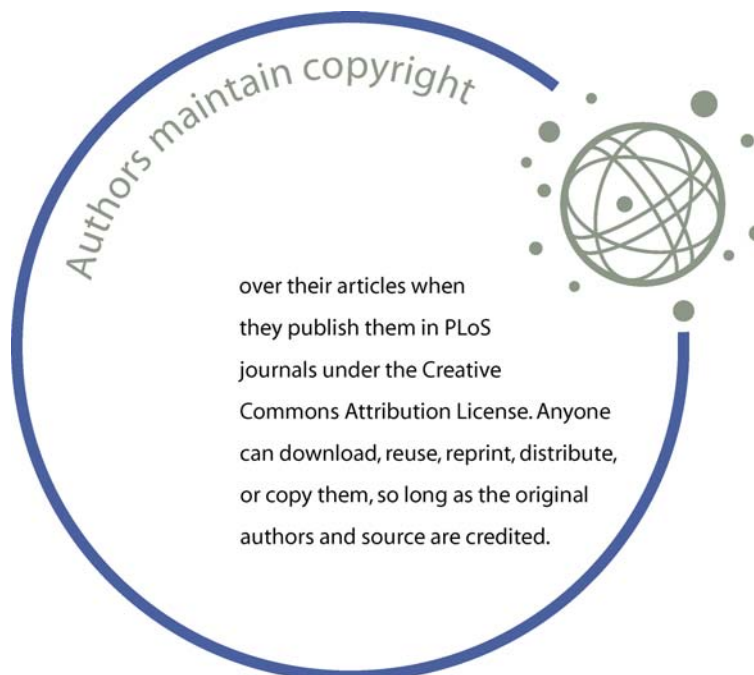 Authors maintain copyright
over their articles when
they publish them in PLoS
journals under the Creative
Commons Attribution License. Anyone
can download, reuse, reprint, distribute,
or copy them, so long as the original
authors and source are credited.